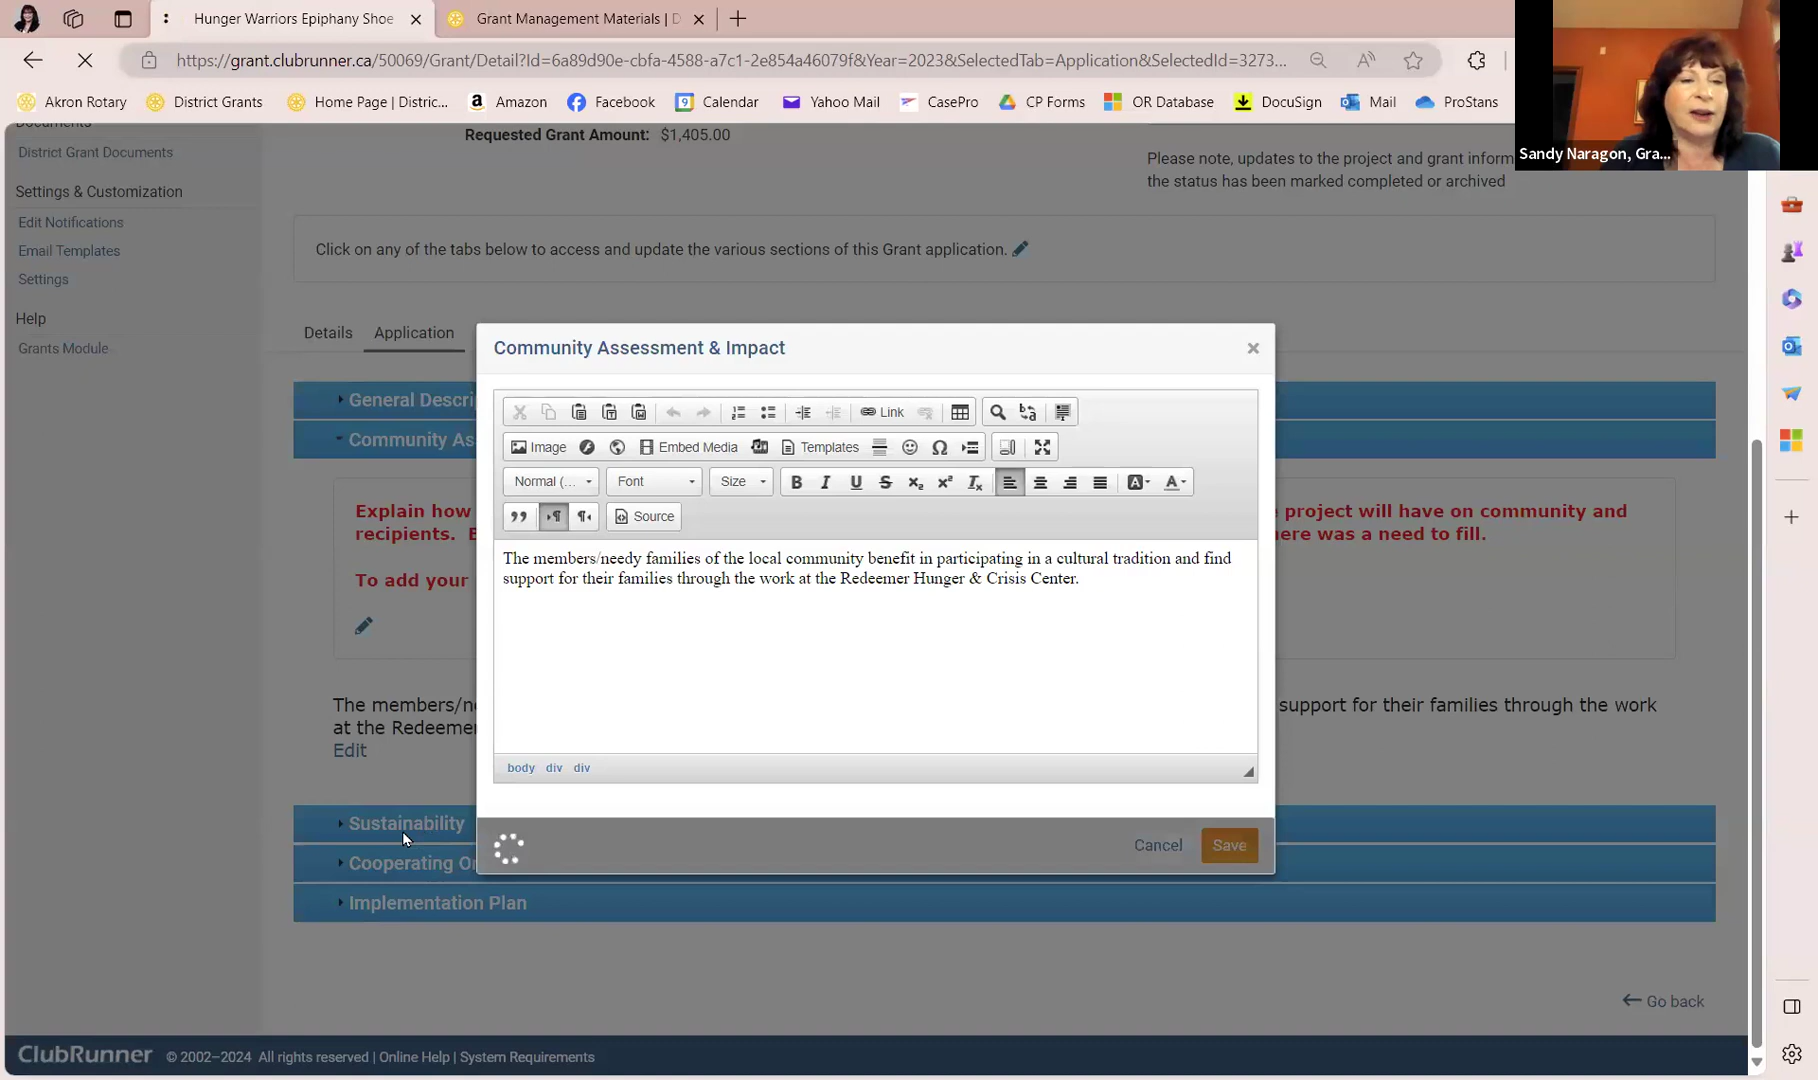 Hunger Warriors Epiphany Shoe
Grant Management Materials | D
https://grant.clubrunner.ca/50069/Grant/Detail?Id=6a89d90e-cbfa-4588-a7c1-2e854a46079f&Year=2023&SelectedTab=Application&SelectedId=3273...
Akron Rotary District Grants Home Page | Distric... Amazon Facebook Calendar Yahoo Mail CasePro CP Forms OR Database DocuSign Mail ProStans
Sandy Naragon, Gra...
Documents
District Grant Documents
Settings & Customization
Edit Notifications
Email Templates
Settings
Help
Grants Module
Requested Grant Amount: $1,405.00
Please note, updates to the project and grant inform
the status has been marked completed or archived
Click on any of the tabs below to access and update the various sections of this Grant application.
Details Application
General Descri
Community As
Explain how
e project will have on community and
recipients. E
here was a need to fill.
To add your
The members/ne
support for their families through the work
at the Redeemer
Edit
Community Assessment & Impact
Link
Image Embed Media Templates
Normal (... Font Size
Source
The members/needy families of the local community benefit in participating in a cultural tradition and find
support for their families through the work at the Redeemer Hunger & Crisis Center.
body div div
Cancel Save
Sustainability
Cooperating Or
Implementation Plan
Go back
ClubRunner © 2002–2024 All rights reserved | Online Help | System Requirements